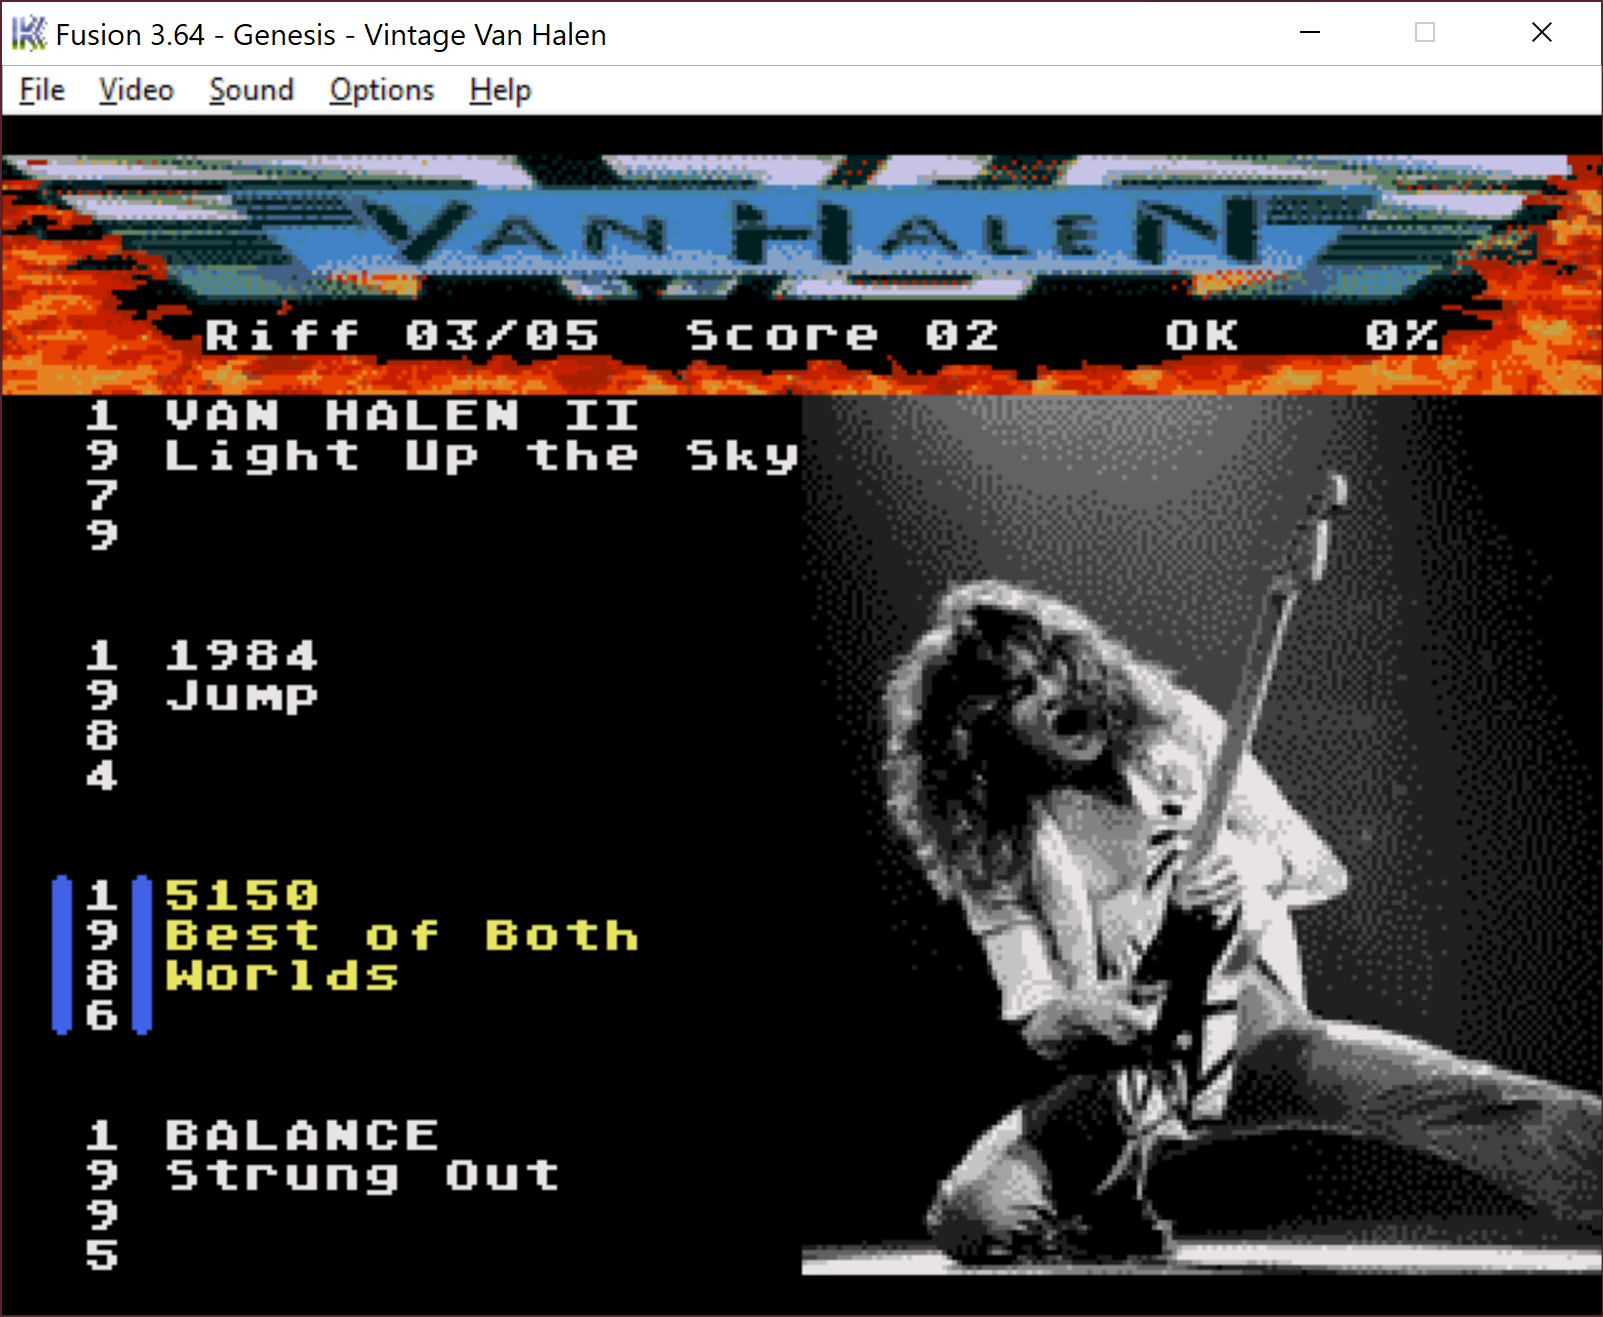 Fusion 3.64 - Genesis - Vintage Van Halen
File Video Sound Options Help
VAN HALEN
Riff 03/05 Score 02 OK 0%
1 VAN HALEN II
9 Light Up the Sky
7
9
1 1984
9 Jump
8
4
1 5150
9 Best of Both
8 Worlds
6
1 BALANCE
9 Strung Out
9
5